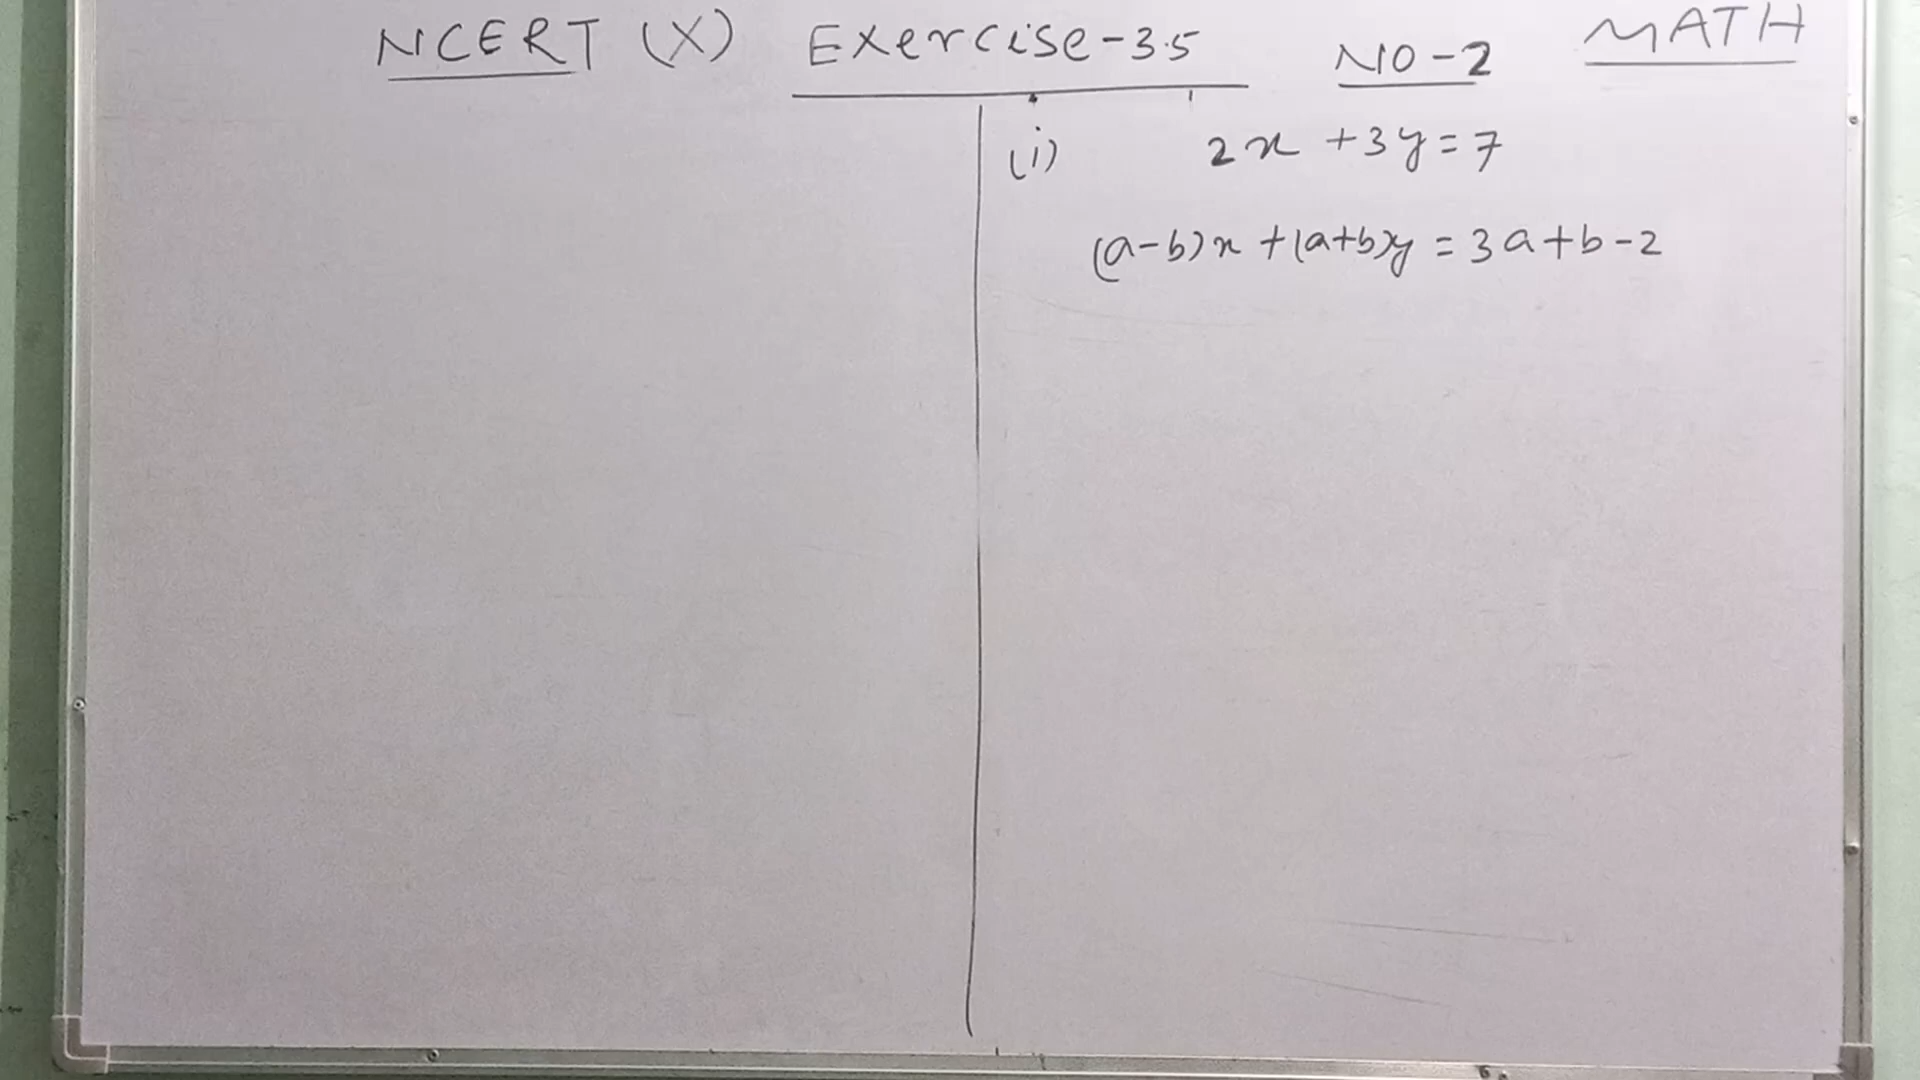 NCERT (X) Exercise-3.5 NO-2 MATH
(i) 2x + 3y = 7
(a-b)x + (a+b)y = 3a+b-2